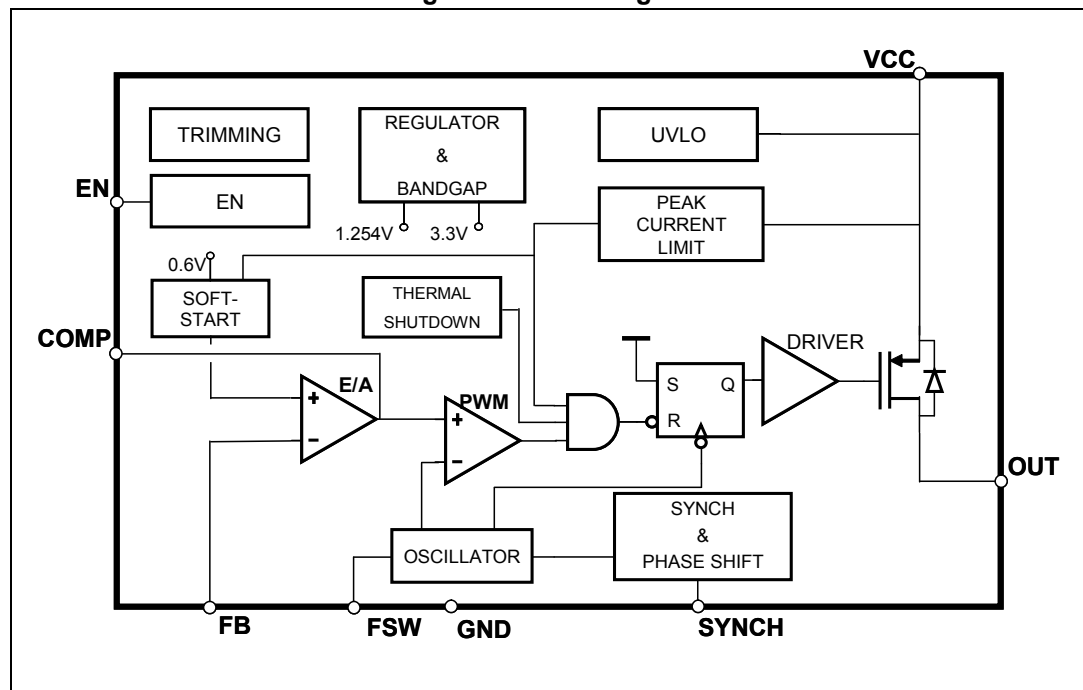 VCC
TRIMMING
REGULATOR
&
BANDGAP
UVLO
EN
EN
PEAK
CURRENT
LIMIT
1.254V
3.3V
0.6V
SOFT-
START
THERMAL
SHUTDOWN
COMP
DRIVER
E/A
+
−
PWM
+
−
S
Q
R
OUT
SYNCH
&
PHASE SHIFT
OSCILLATOR
FB
FSW
GND
SYNCH